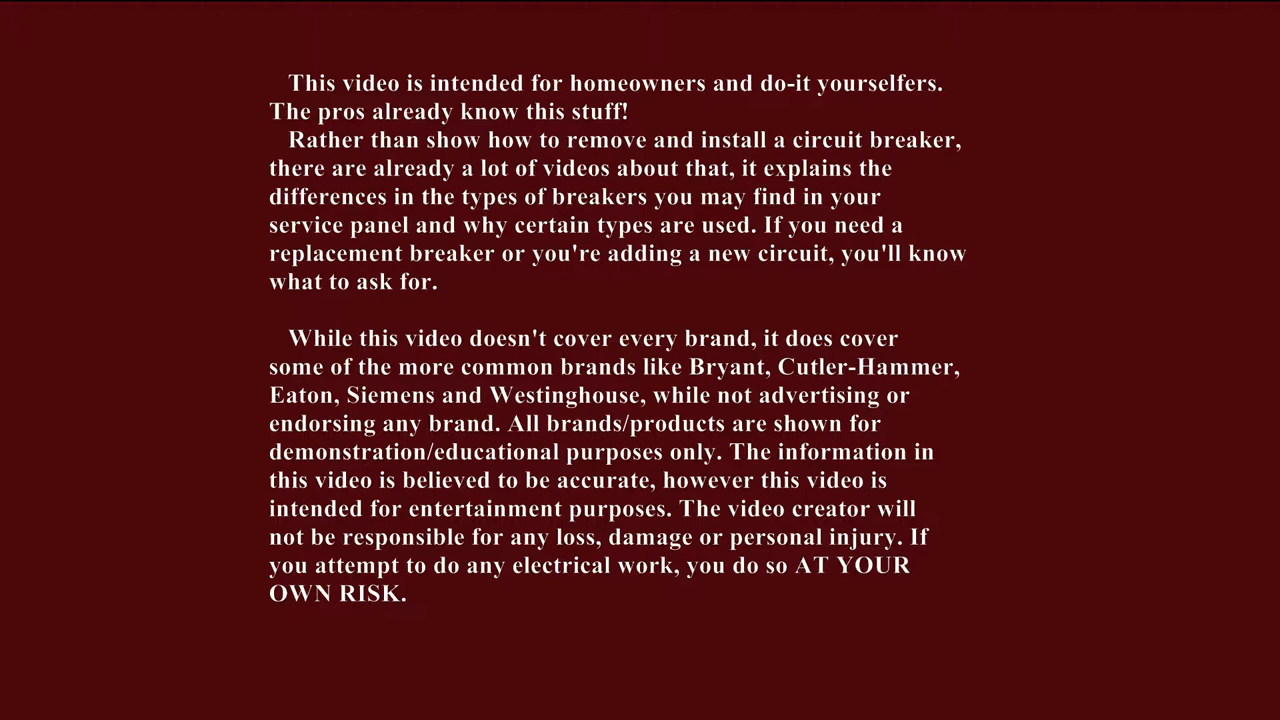 This video is intended for homeowners and do-it yourselfers.
The pros already know this stuff!
Rather than show how to remove and install a circuit breaker,
there are already a lot of videos about that, it explains the
differences in the types of breakers you may find in your
service panel and why certain types are used. If you need a
replacement breaker or you're adding a new circuit, you'll know
what to ask for.
While this video doesn't cover every brand, it does cover
some of the more common brands like Bryant, Cutler-Hammer,
Eaton, Siemens and Westinghouse, while not advertising or
endorsing any brand. All brands/products are shown for
demonstration/educational purposes only. The information in
this video is believed to be accurate, however this video is
intended for entertainment purposes. The video creator will
not be responsible for any loss, damage or personal injury. If
you attempt to do any electrical work, you do so AT YOUR
OWN RISK.